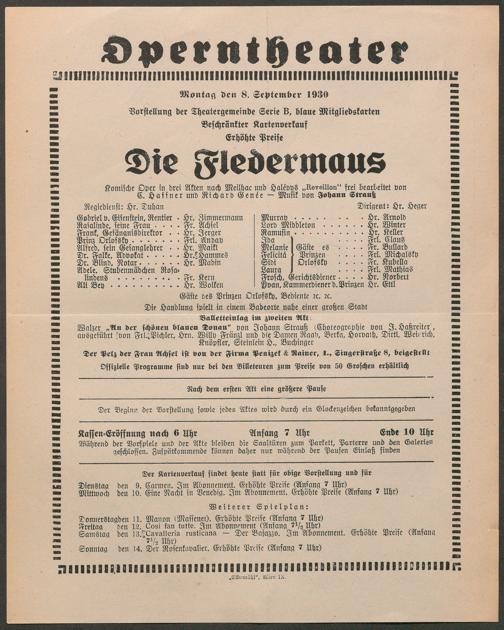 Operntheater
Montag den 8. September 1930
Vorstellung der Theatergemeinde Serie B, blaue Mitgliedskarten
Beschränkter Kartenverkauf
Erhöhte Preise
Die Fledermaus
Komische Oper in drei Akten nach Meilhac und Halévys „Reveillon" frei bearbeitet von
C. Haffner und Richard Genée — Musik von Johann Strauß
Regiedienst: Hr. Duhan
Dirigent: Hr. Heger
Gabriel v. Eisenstein, Rentier . Hr. Zimmermann
Rosalinde, seine Frau . Fr. Achsel
Frank, Gefängnisdirektor . Hr. Jerger
Prinz Orlofsky . . . . Frl. Anday
Alfred, sein Gesanglehrer . Hr. Maikl
Dr. Falke, Advokat . . . Hr. Hammes
Dr. Blind, Notar . . . Hr. Madin
Adele, Stubenmädchen Rosa-
lindens . . . . . Fr. Kern
Ali Bey . . . . . Hr. Wolken
Murray . . . . . Hr. Arnold
Lord Middleton . . . . Hr. Winter
Ramusin . . . . . Hr. Keller
Ida . . . . . Frl. Claus
Melanie Gäste es . . . Frl. Bullard
Felicitä Prinzen . . . Frl. Michalsky
Sidi Orlofsky . . . Fr. Kubella
Laura . . . Frl. Mathias
Frosch, Gerichtsdiener . . Hr. Norbert
Yvan, Kammerdiener d. Prinzen Hr. Ettl
Gäste des Prinzen Orlofsky, Bediente ꝛc. ꝛc.
Die Handlung spielt in einem Badeorte nahe einer großen Stadt
Balletteinlag im zweiten Akt:
Walzer „An der schönen blauen Donau" von Johann Strauß (Choreographie von J. Haßreiter,
ausgeführt von Frl. Pichler, Hrn. Willy Fränzl und die Damen Raab, Berka, Horvath, Dirtl,
Knöpfler, Steinlein H., Buchinger
Der Pelz der Frau Achsel ist von der Firma Penizek & Rainer, I., Singerstraße 8, beigestellt
Offizielle Programme sind nur bei den Billeteuren zum Preise von 50 Groschen erhältlich
Nach dem ersten Akt eine größere Pause
Der Beginn der Vorstellung sowie jeden Aktes wird durch ein Glockenzeichen bekanntgegeben
Kassen-Eröffnung nach 6 Uhr Anfang 7 Uhr Ende 10 Uhr
Während der Vorspiele und der Akte bleiben die Saaltüren zum Parkett, Parterre und den Galerien
geschlossen. Zuspätkommende können daher nur während der Pausen Einlaß finden
Der Kartenverkauf findet heute statt für obige Vorstellung und für
Dienstag den 9. Carmen. Im Abonnement. Erhöhte Preise (Anfang 7 Uhr)
Mittwoch den 10. Eine Nacht in Venedig. Im Abonnement. Erhöhte Preise (Anfang 7 Uhr)
Weiterer Spielplan:
Donnerstag den 11. Manon (Massenet). Erhöhte Preise (Anfang 7 Uhr)
Freitag den 12. Cosi fan tutte. Im Abonnement (Anfang 7½ Uhr)
Samstag den 13. Cavalleria rusticana — Der Bajazzo. Im Abonnement. Erhöhte Preise (Anfang
7½ Uhr)
Sonntag den 14. Der Rosenkavalier. Erhöhte Preise (Anfang 7 Uhr)